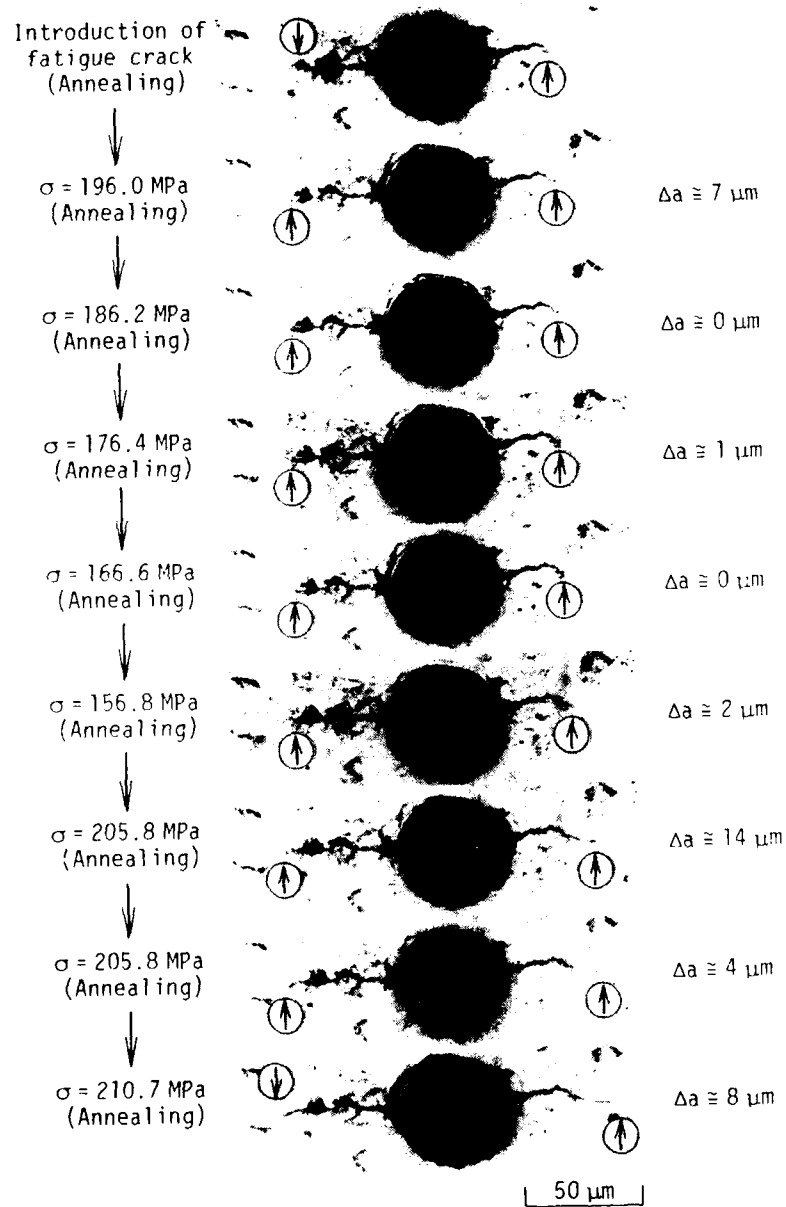 Introduction of
fatigue crack
(Annealing)
σ = 196.0 MPa
(Annealing)
Δa ≅ 7 μm
σ = 186.2 MPa
(Annealing)
Δa ≅ 0 μm
σ = 176.4 MPa
(Annealing)
Δa ≅ 1 μm
σ = 166.6 MPa
(Annealing)
Δa ≅ 0 μm
σ = 156.8 MPa
(Annealing)
Δa ≅ 2 μm
σ = 205.8 MPa
(Annealing)
Δa ≅ 14 μm
σ = 205.8 MPa
(Annealing)
Δa ≅ 4 μm
σ = 210.7 MPa
(Annealing)
Δa ≅ 8 μm
50 μm